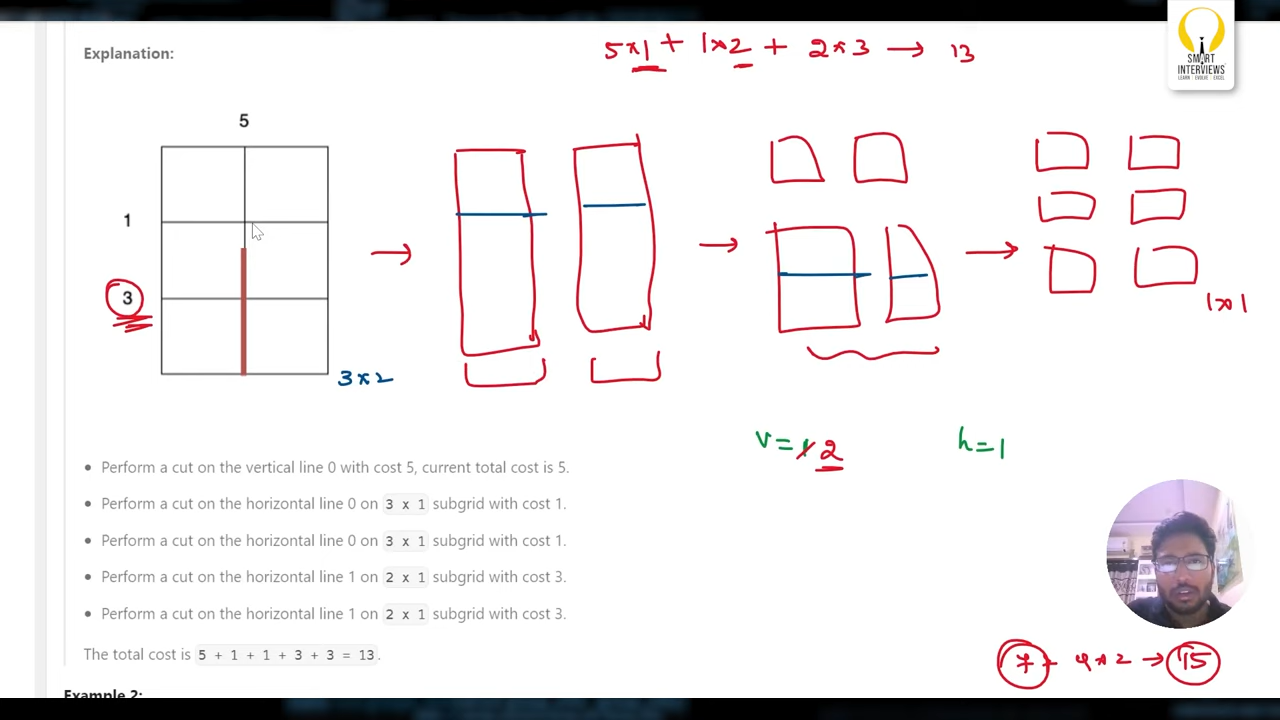 Explanation:
5*1 + 1*2 + 2*3 → 13
SMART
INTERVIEWS
LEARN | EVOLVE | EXCEL
5
1
3
3x2
1x1
v = 1 2
h = 1
Perform a cut on the vertical line 0 with cost 5, current total cost is 5.
Perform a cut on the horizontal line 0 on 3 x 1 subgrid with cost 1.
Perform a cut on the horizontal line 0 on 3 x 1 subgrid with cost 1.
Perform a cut on the horizontal line 1 on 2 x 1 subgrid with cost 3.
Perform a cut on the horizontal line 1 on 2 x 1 subgrid with cost 3.
The total cost is 5 + 1 + 1 + 3 + 3 = 13.
4*2 → 15
Example 2: